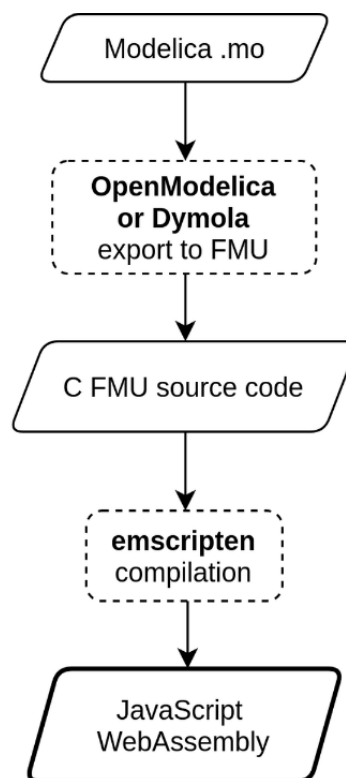 Modelica .mo
OpenModelica
or Dymola
export to FMU
C FMU source code
emscripten
compilation
JavaScript
WebAssembly